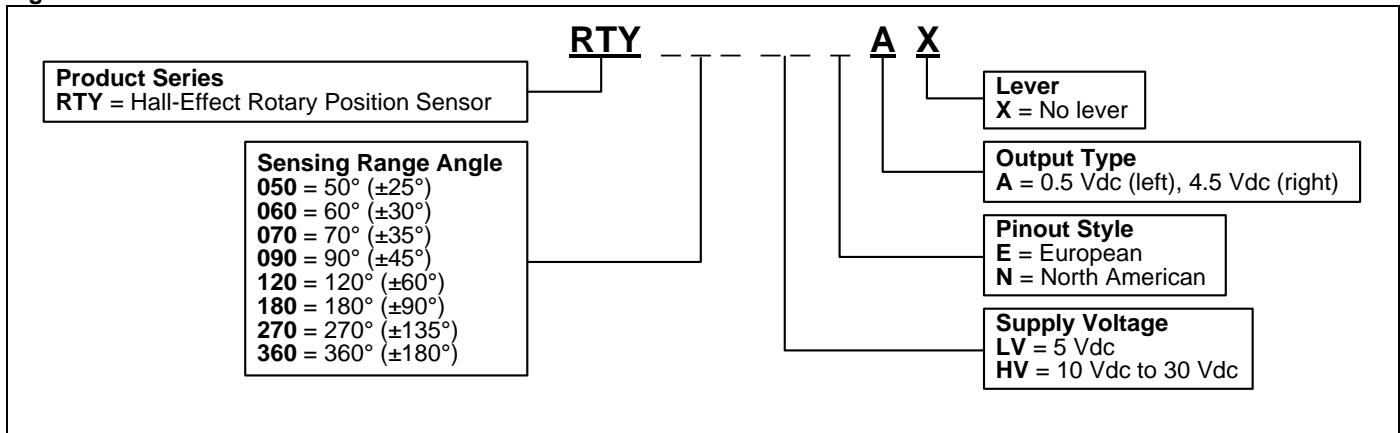 RTY _ _ _ _ _ _ A X
Product Series
RTY = Hall-Effect Rotary Position Sensor
Sensing Range Angle
050 = 50° (±25°)
060 = 60° (±30°)
070 = 70° (±35°)
090 = 90° (±45°)
120 = 120° (±60°)
180 = 180° (±90°)
270 = 270° (±135°)
360 = 360° (±180°)
Lever
X = No lever
Output Type
A = 0.5 Vdc (left), 4.5 Vdc (right)
Pinout Style
E = European
N = North American
Supply Voltage
LV = 5 Vdc
HV = 10 Vdc to 30 Vdc